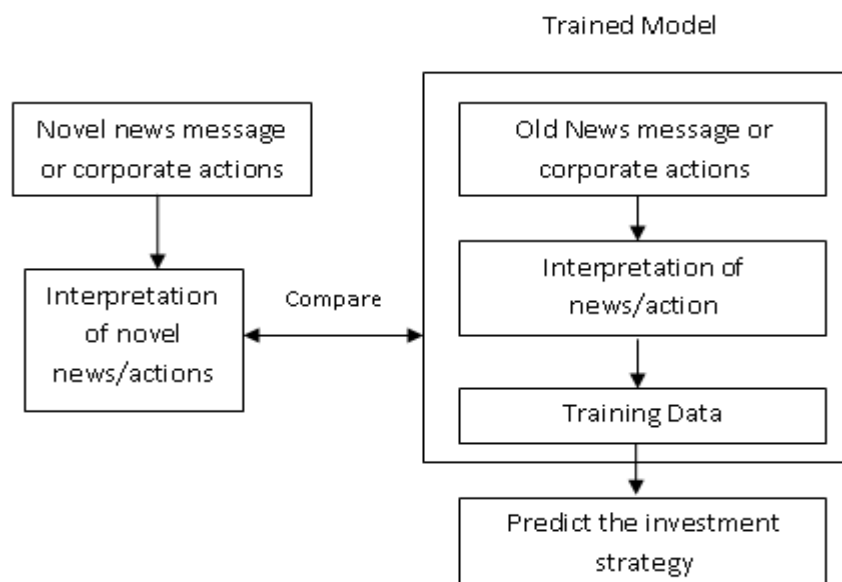 Trained Model
Novel news message
or corporate actions
Old News message or
corporate actions
Interpretation
of novel
news/actions
Compare
Interpretation of
news/action
Training Data
Predict the investment
strategy